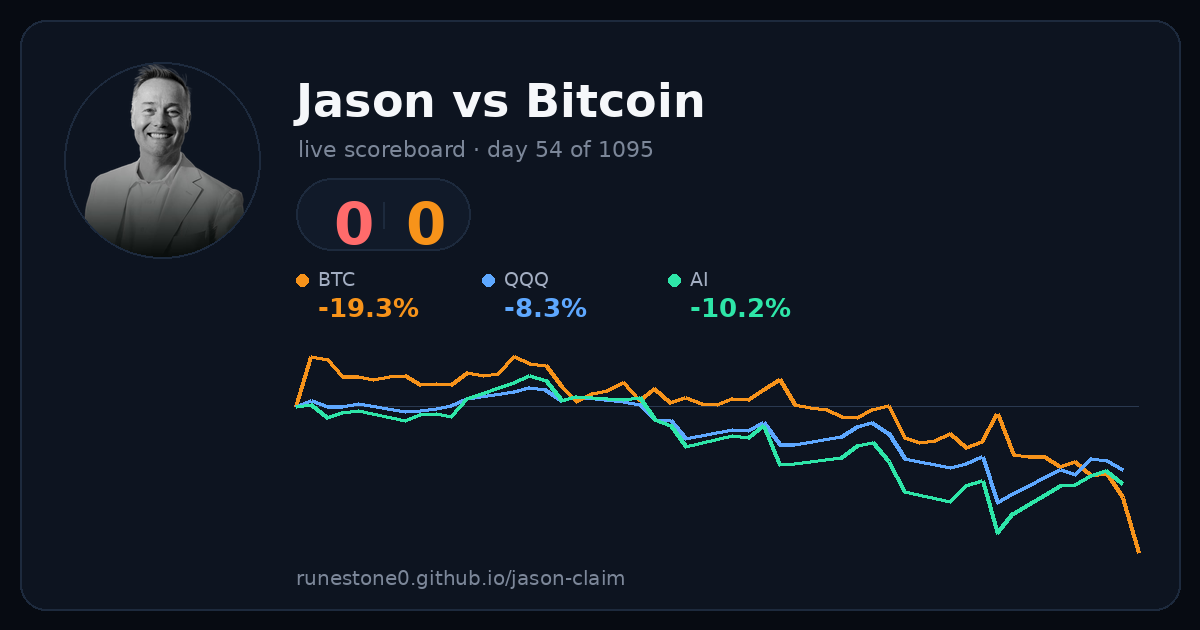 Jason vs Bitcoin
live scoreboard · day 54 of 1095
0 0
BTC QQQ AI
-19.3% -8.3% -10.2%
runestone0.github.io/jason-claim